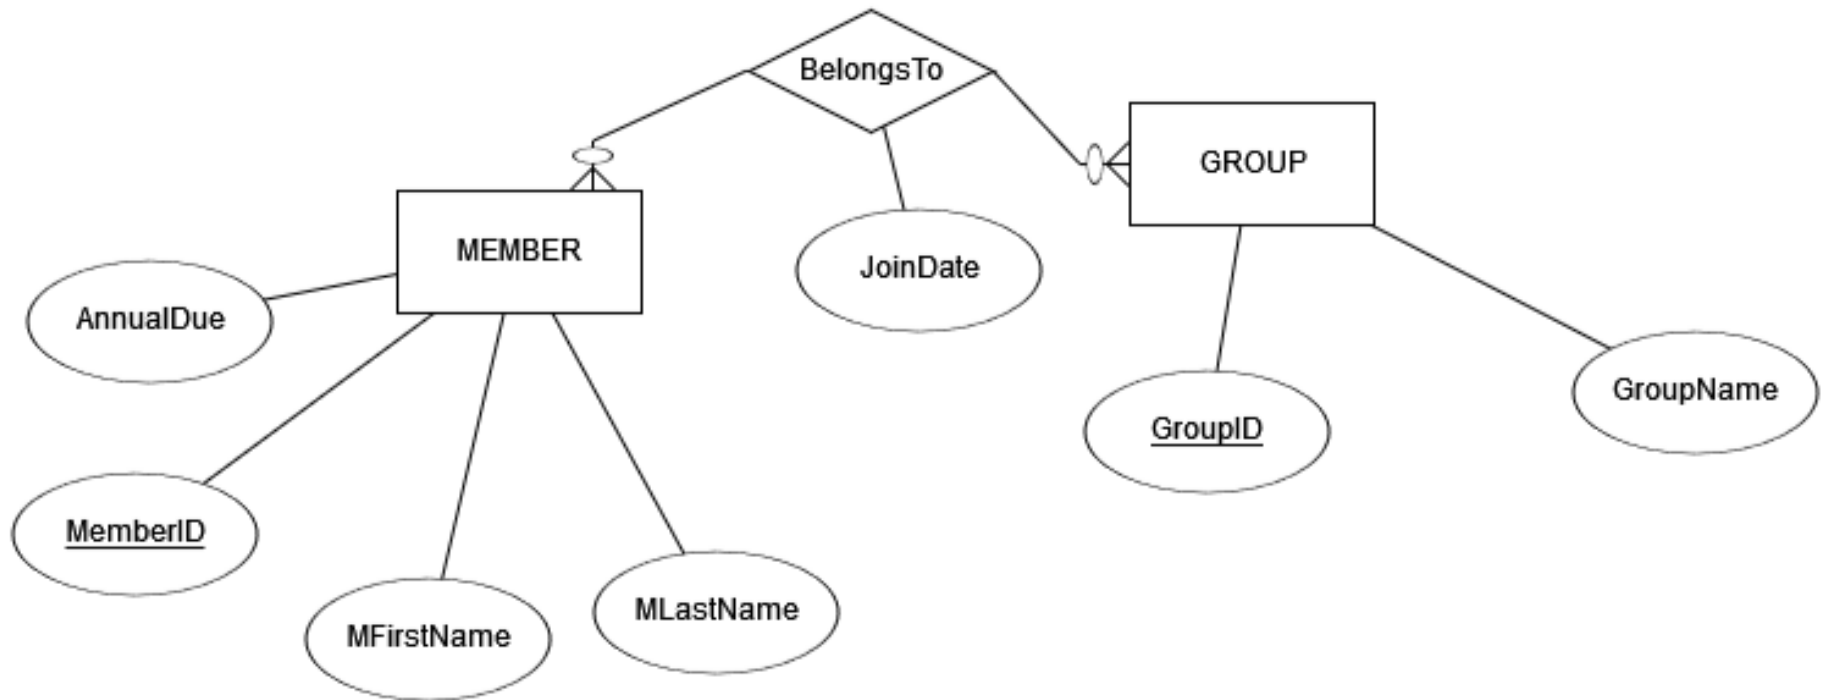 BelongsTo
GROUP
MEMBER
JoinDate
AnnualDue
GroupName
GroupID
MemberID
MLastName
MFirstName